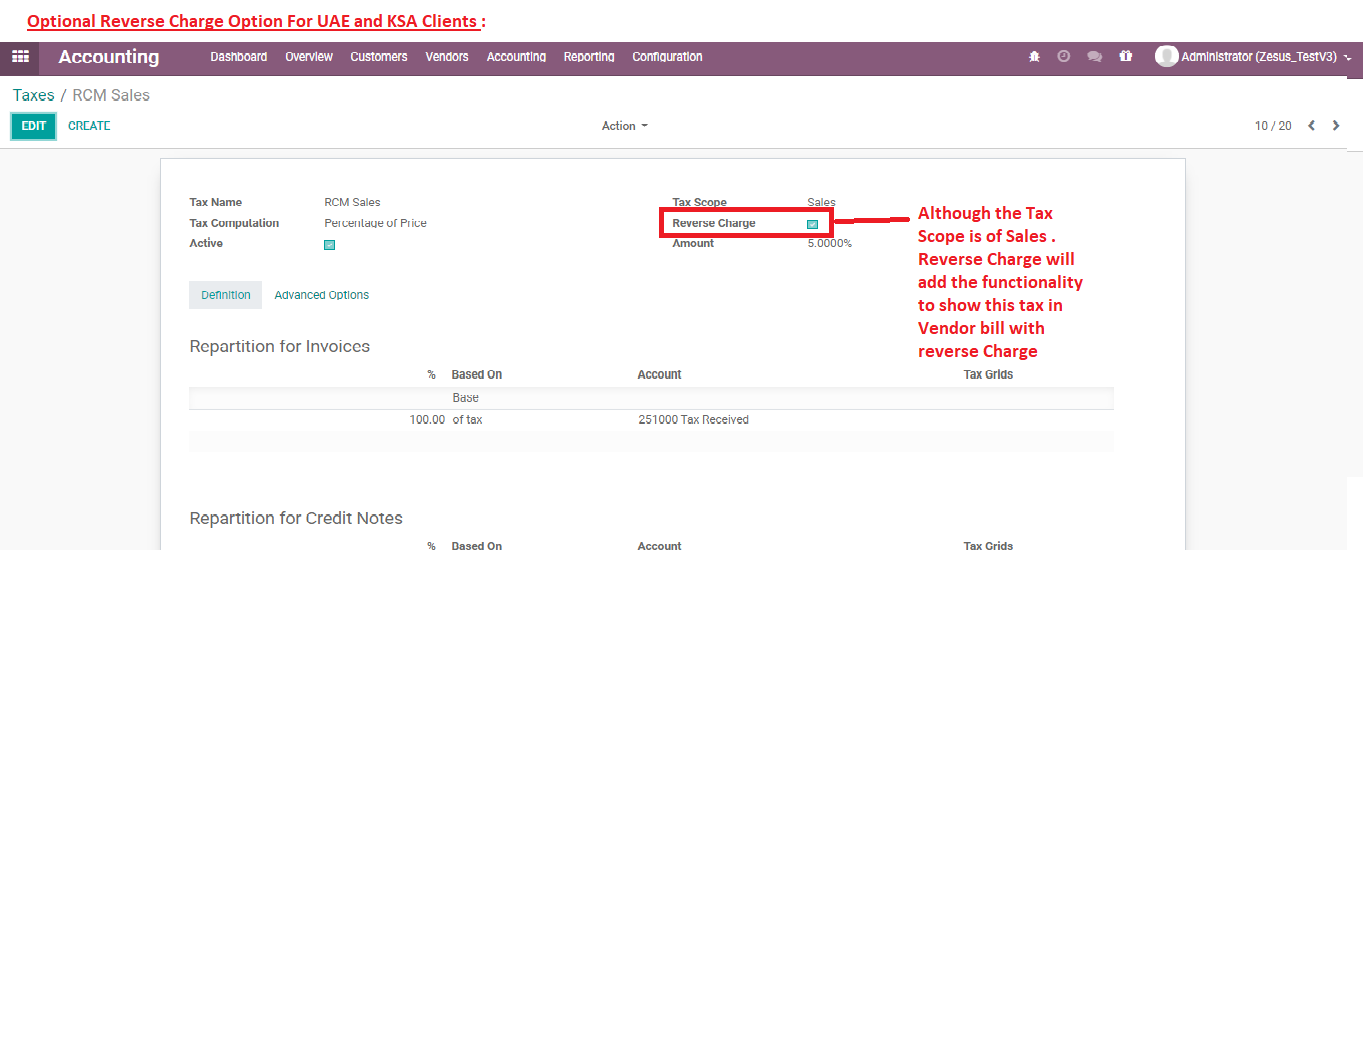 Optional Reverse Charge Option For UAE and KSA Clients :
Accounting Dashboard Overview Customers Vendors Accounting Reporting Configuration Administrator (Zesus_TestV3)
Taxes / RCM Sales
EDIT CREATE Action 10 / 20
Tax Name RCM Sales Tax Scope Sales
Tax Computation Percentage of Price Reverse Charge
Active Amount 5.0000%
Although the Tax
Scope is of Sales .
Reverse Charge will
add the functionality
to show this tax in
Vendor bill with
reverse Charge
Definition Advanced Options
Repartition for Invoices
% Based On Account Tax Grids
Base
100.00 of tax 251000 Tax Received
Repartition for Credit Notes
% Based On Account Tax Grids